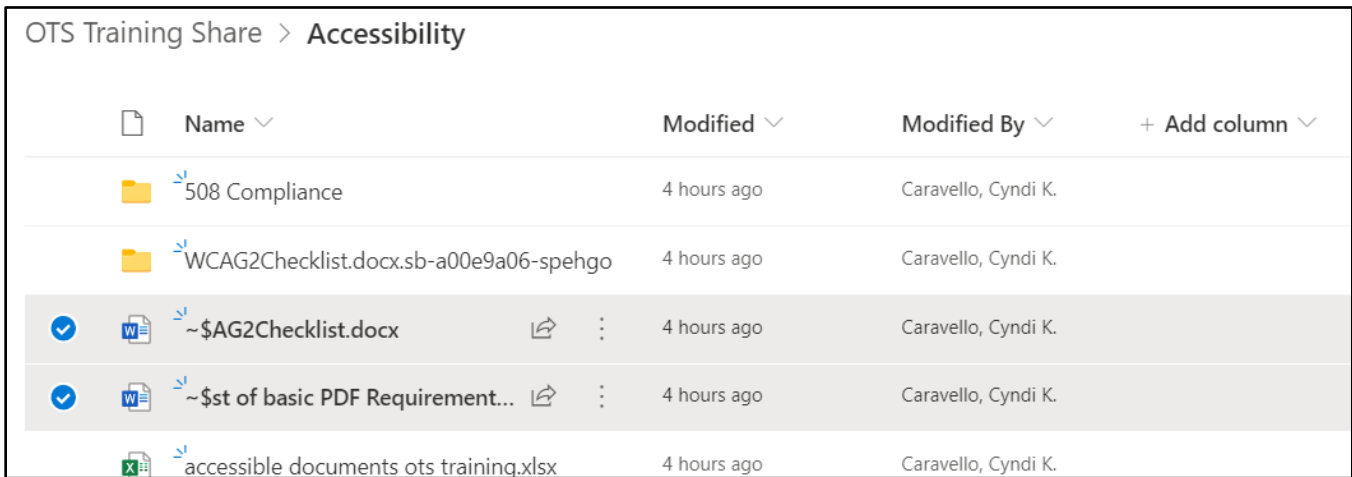 OTS Training Share > Accessibility
Name Modified Modified By + Add column
508 Compliance 4 hours ago Caravello, Cyndi K.
WCAG2Checklist.docx.sb-a00e9a06-spehgo 4 hours ago Caravello, Cyndi K.
~$AG2Checklist.docx 4 hours ago Caravello, Cyndi K.
~$st of basic PDF Requirement... 4 hours ago Caravello, Cyndi K.
accessible documents ots training.xlsx 4 hours ago Caravello, Cyndi K.